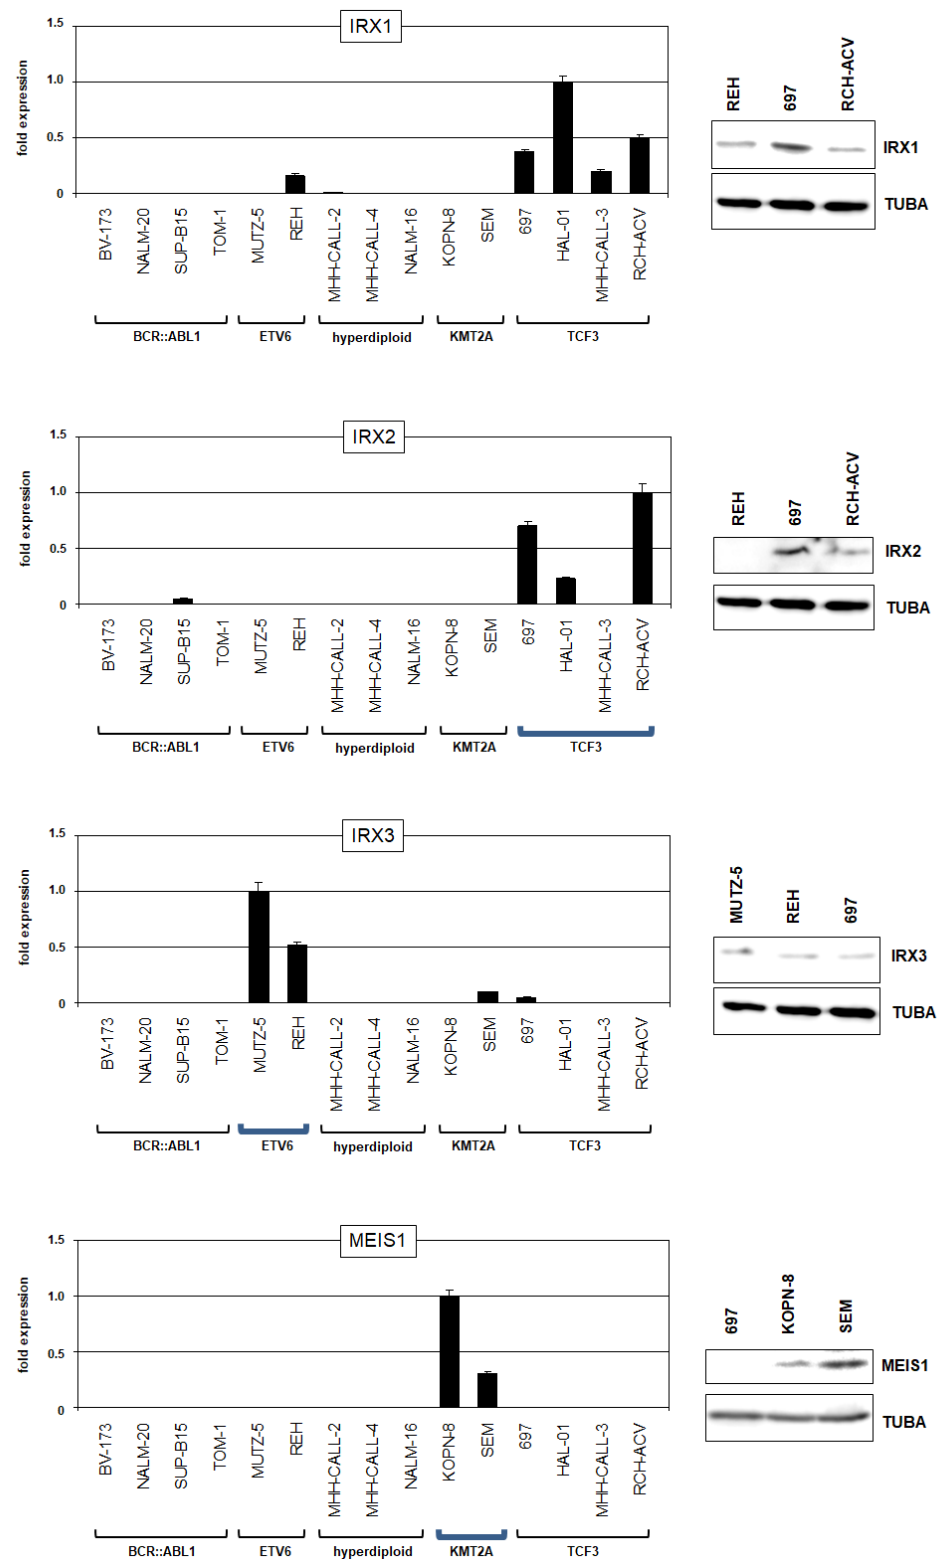 IRX1
fold expression
1.5
1.0
0.5
0
BV-173
NALM-20
SUP-B15
TOM-1
MUTZ-5
REH
MHH-CALL-2
MHH-CALL-4
NALM-16
KOPN-8
SEM
697
HAL-01
MHH-CALL-3
RCH-ACV
BCR::ABL1
ETV6
hyperdiploid
KMT2A
TCF3
REH
697
RCH-ACV
IRX1
TUBA
IRX2
fold expression
1.5
1.0
0.5
0
BV-173
NALM-20
SUP-B15
TOM-1
MUTZ-5
REH
MHH-CALL-2
MHH-CALL-4
NALM-16
KOPN-8
SEM
697
HAL-01
MHH-CALL-3
RCH-ACV
BCR::ABL1
ETV6
hyperdiploid
KMT2A
TCF3
REH
697
RCH-ACV
IRX2
TUBA
IRX3
fold expression
1.5
1.0
0.5
0
BV-173
NALM-20
SUP-B15
TOM-1
MUTZ-5
REH
MHH-CALL-2
MHH-CALL-4
NALM-16
KOPN-8
SEM
697
HAL-01
MHH-CALL-3
RCH-ACV
BCR::ABL1
ETV6
hyperdiploid
KMT2A
TCF3
MUTZ-5
REH
697
IRX3
TUBA
MEIS1
fold expression
1.5
1.0
0.5
0
BV-173
NALM-20
SUP-B15
TOM-1
MUTZ-5
REH
MHH-CALL-2
MHH-CALL-4
NALM-16
KOPN-8
SEM
697
HAL-01
MHH-CALL-3
RCH-ACV
BCR::ABL1
ETV6
hyperdiploid
KMT2A
TCF3
697
KOPN-8
SEM
MEIS1
TUBA